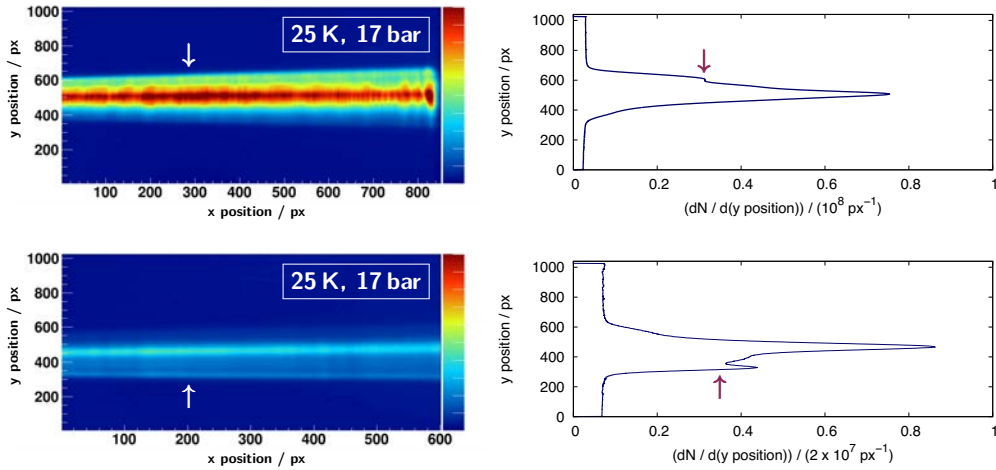 25 K, 17 bar
1000
800
600
400
200
y position / px
100 200 300 400 500 600 700 800
x position / px
1000
800
600
400
200
0
y position / px
0 0.2 0.4 0.6 0.8 1
(dN / d(y position)) / (10⁸ px⁻¹)
25 K, 17 bar
1000
800
600
400
200
0
y position / px
100 200 300 400 500 600
x position / px
1000
800
600
400
200
0
y position / px
0 0.2 0.4 0.6 0.8 1
(dN / d(y position)) / (2 x 10⁷ px⁻¹)